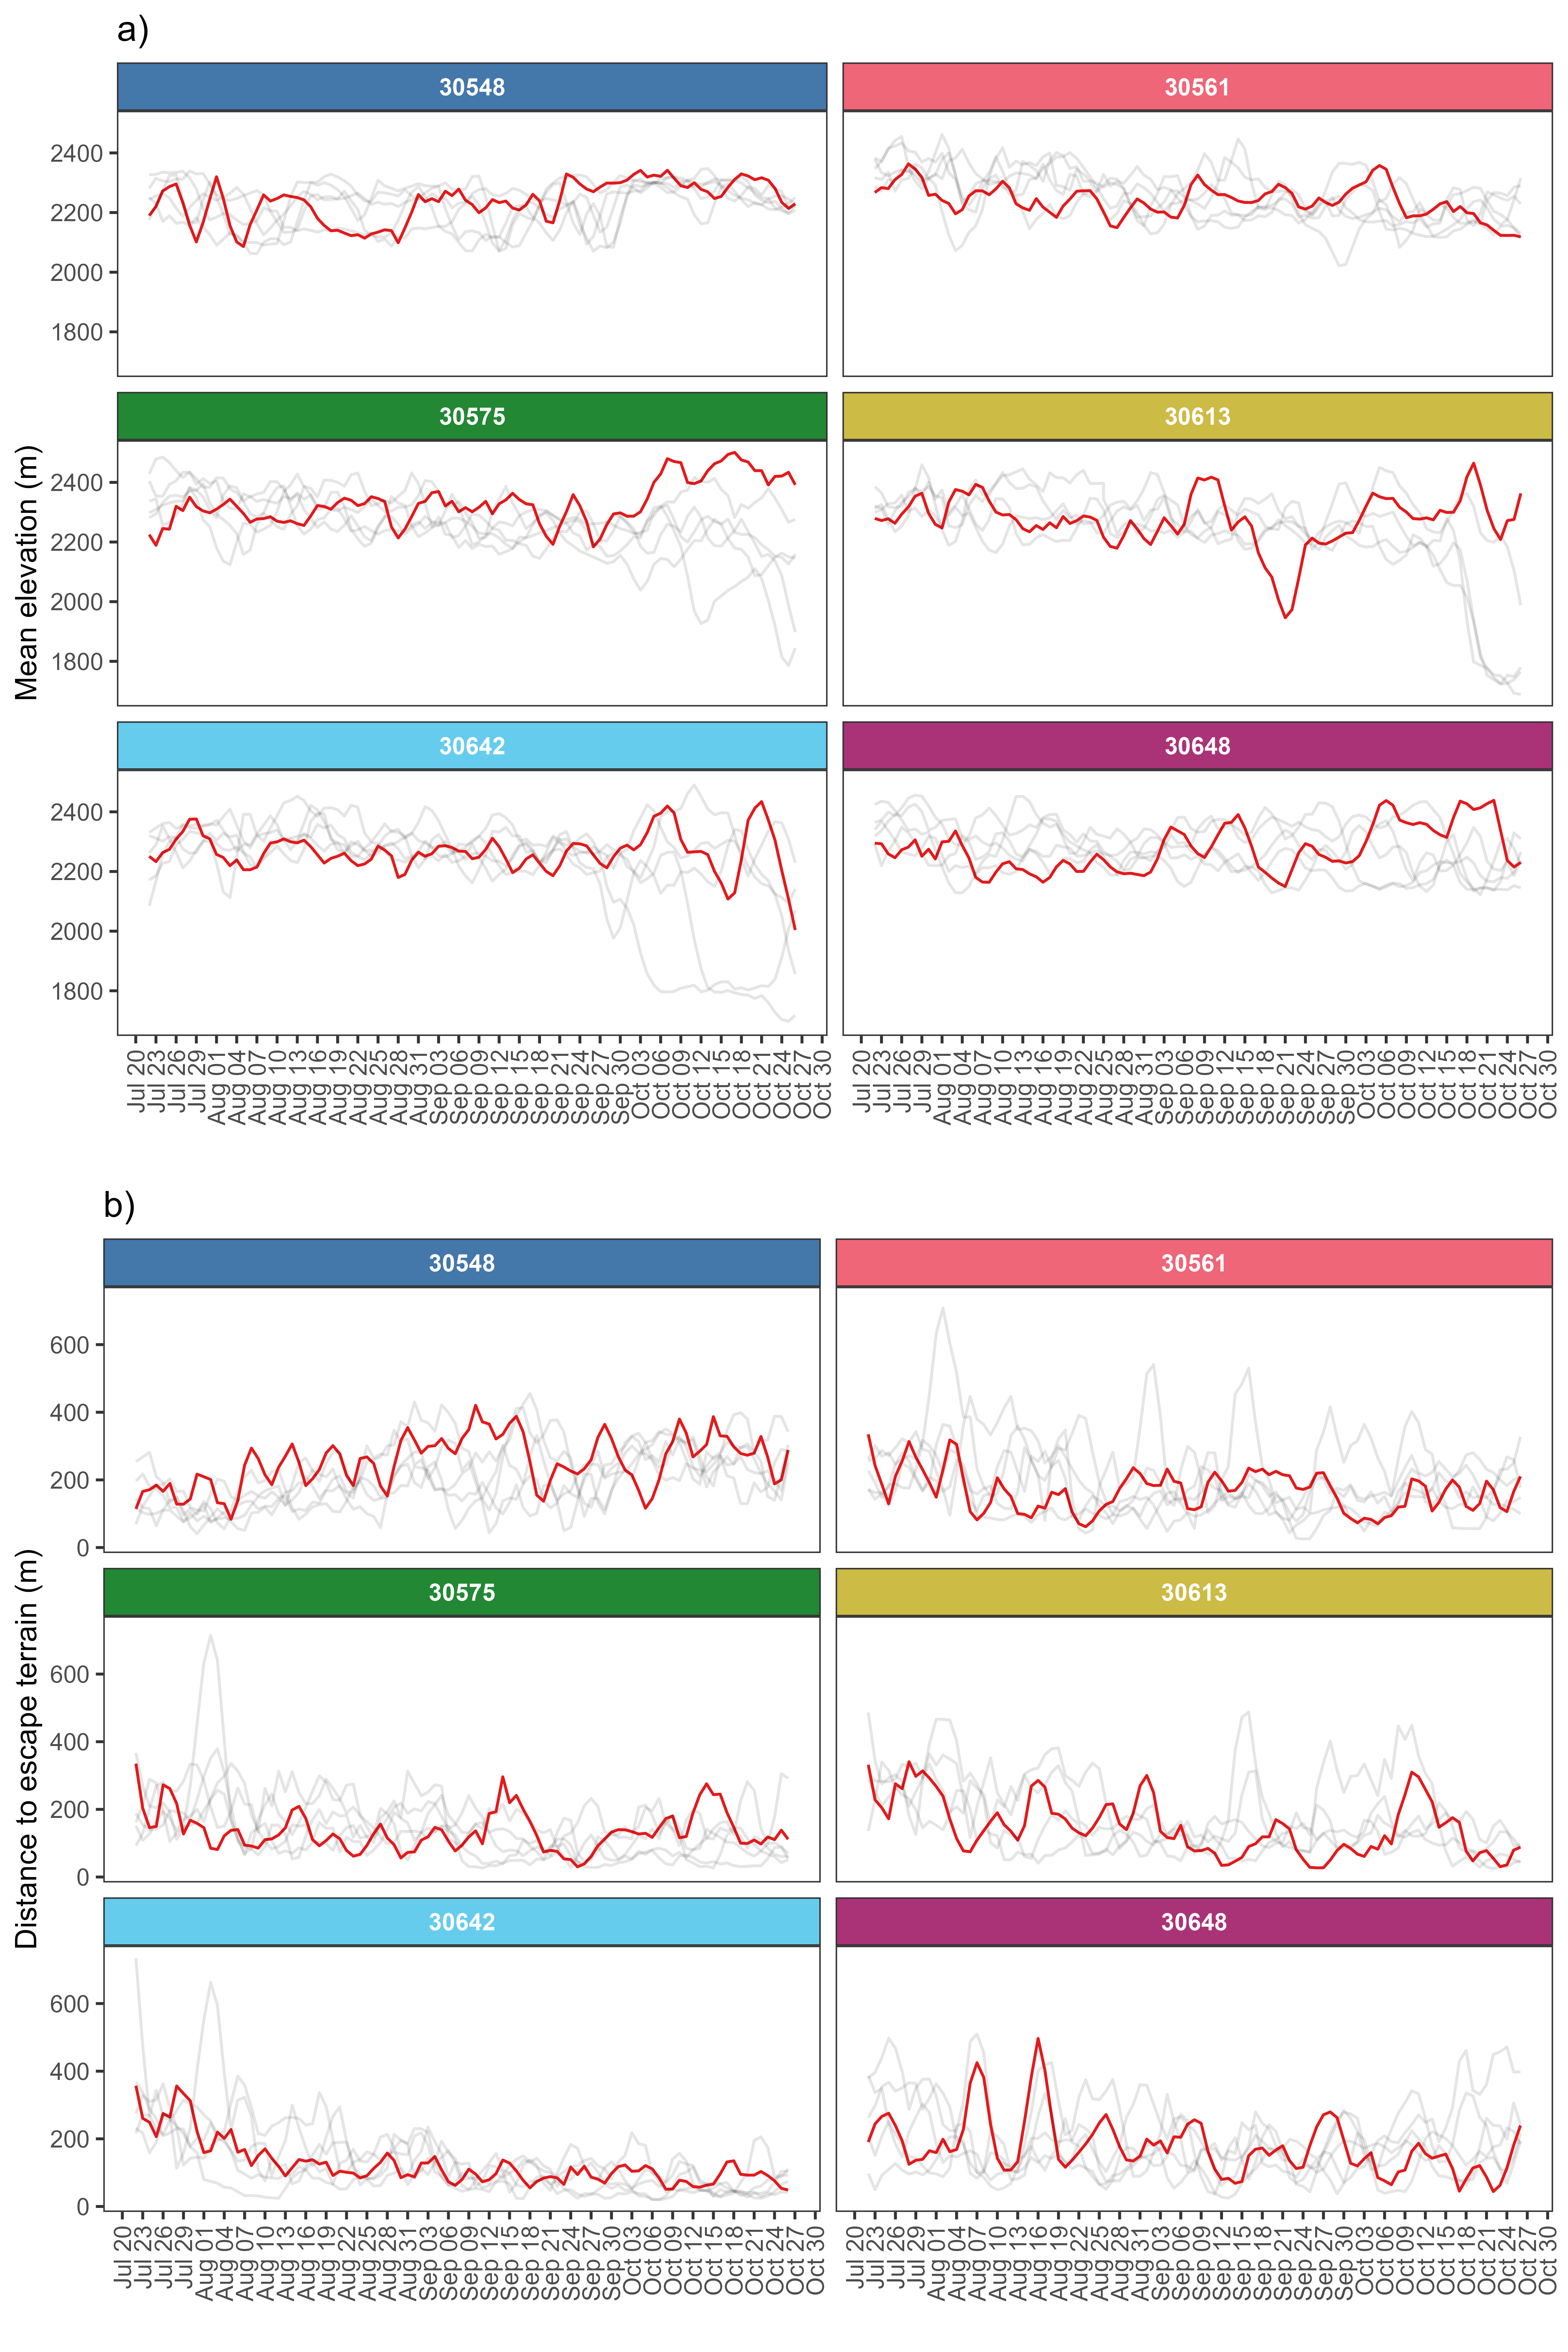 a)
30548
30561
2400
2200
2000
1800
30575
30613
Mean elevation (m)
2400
2200
2000
1800
30642
30648
2400
2200
2000
1800
Jul 20
Jul 23
Jul 26
Jul 29
Aug 01
Aug 04
Aug 07
Aug 10
Aug 13
Aug 16
Aug 19
Aug 22
Aug 25
Aug 28
Aug 31
Sep 03
Sep 06
Sep 09
Sep 12
Sep 15
Sep 18
Sep 21
Sep 24
Sep 27
Sep 30
Oct 03
Oct 06
Oct 09
Oct 12
Oct 15
Oct 18
Oct 21
Oct 24
Oct 27
Oct 30
Jul 20
Jul 23
Jul 26
Jul 29
Aug 01
Aug 04
Aug 07
Aug 10
Aug 13
Aug 16
Aug 19
Aug 22
Aug 25
Aug 28
Aug 31
Sep 03
Sep 06
Sep 09
Sep 12
Sep 15
Sep 18
Sep 21
Sep 24
Sep 27
Sep 30
Oct 03
Oct 06
Oct 09
Oct 12
Oct 15
Oct 18
Oct 21
Oct 24
Oct 27
Oct 30
b)
30548
30561
600
400
200
0
30575
30613
Distance to escape terrain (m)
600
400
200
0
30642
30648
600
400
200
0
Jul 20
Jul 23
Jul 26
Jul 29
Aug 01
Aug 04
Aug 07
Aug 10
Aug 13
Aug 16
Aug 19
Aug 22
Aug 25
Aug 28
Aug 31
Sep 03
Sep 06
Sep 09
Sep 12
Sep 15
Sep 18
Sep 21
Sep 24
Sep 27
Sep 30
Oct 03
Oct 06
Oct 09
Oct 12
Oct 15
Oct 18
Oct 21
Oct 24
Oct 27
Oct 30
Jul 20
Jul 23
Jul 26
Jul 29
Aug 01
Aug 04
Aug 07
Aug 10
Aug 13
Aug 16
Aug 19
Aug 22
Aug 25
Aug 28
Aug 31
Sep 03
Sep 06
Sep 09
Sep 12
Sep 15
Sep 18
Sep 21
Sep 24
Sep 27
Sep 30
Oct 03
Oct 06
Oct 09
Oct 12
Oct 15
Oct 18
Oct 21
Oct 24
Oct 27
Oct 30